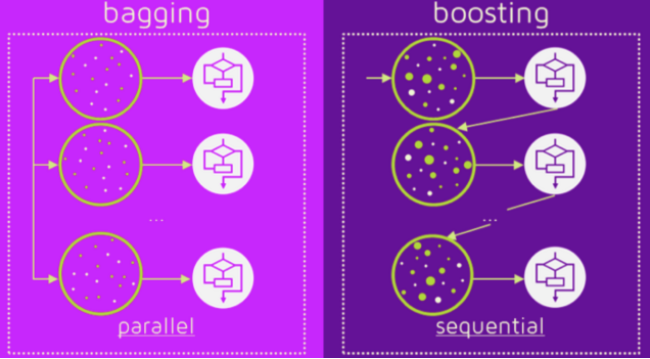 bagging
boosting
...
...
parallel
sequential